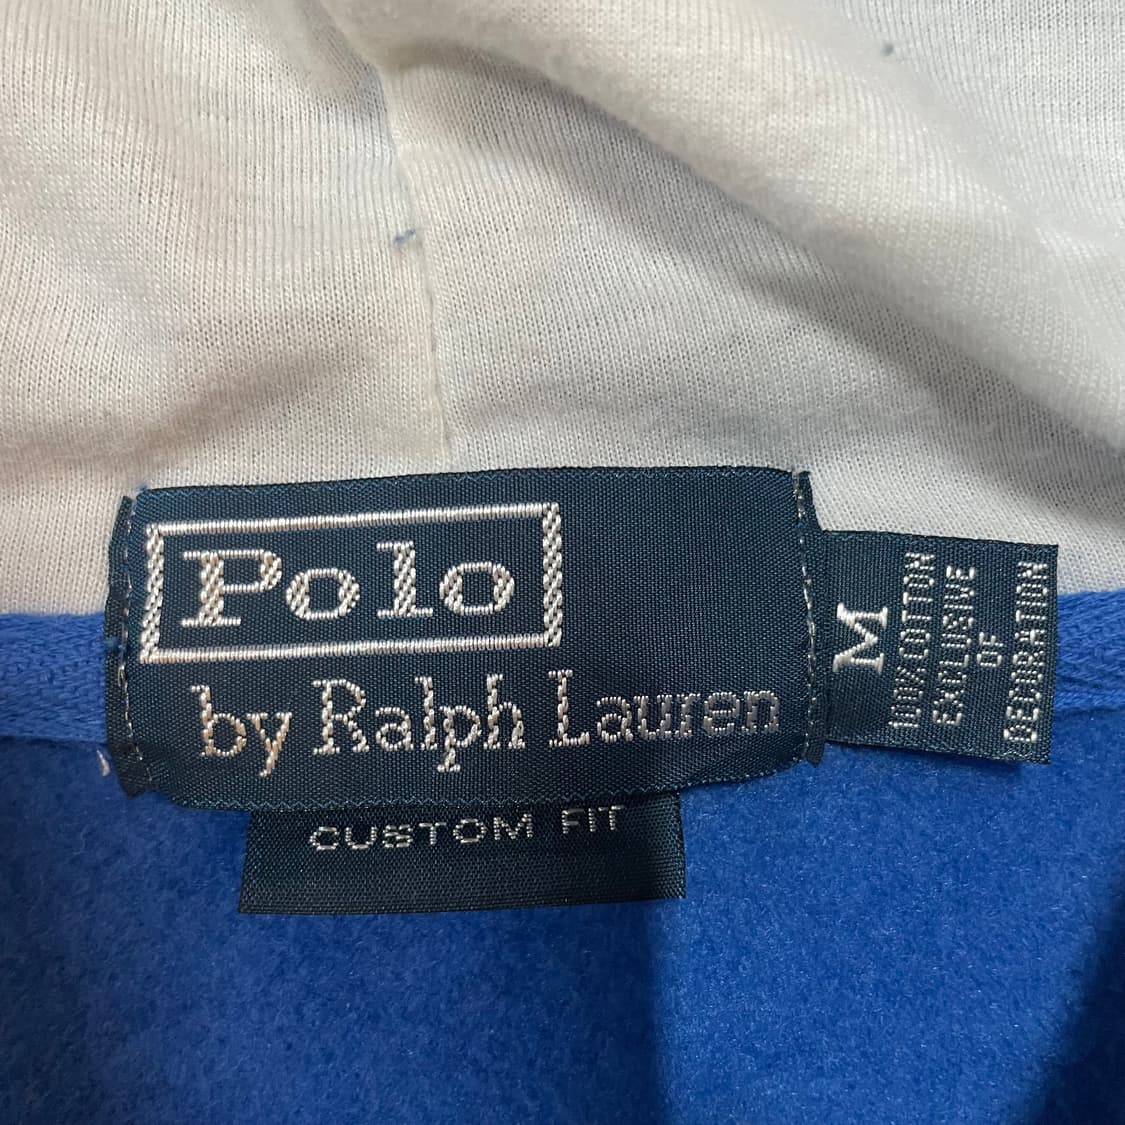 Polo
by Ralph Lauren
CUSTOM FIT
M
100% COTTON
EXCLUSIVE
OF
DECORATION